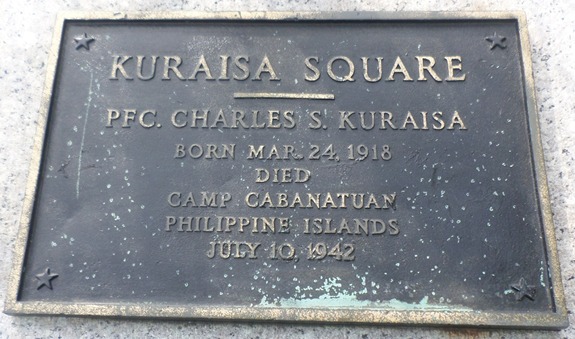 KURAISA SQUARE
PFC. CHARLES S. KURAISA
BORN MAR. 24, 1918
DIED
CAMP CABANATUAN
PHILIPPINE ISLANDS
JULY 10, 1942